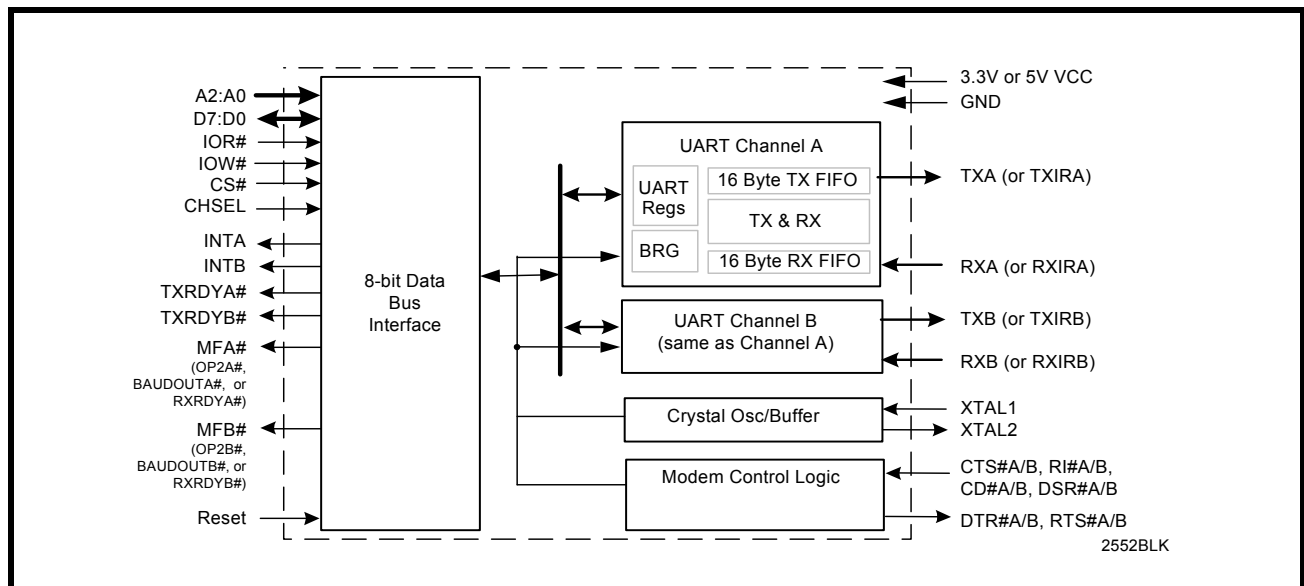 A2:A0
D7:D0
IOR#
IOW#
CS#
CHSEL
INTA
INTB
TXRDYA#
TXRDYB#
MFA#
(OP2A#,
BAUDOUTA#, or
RXRDYA#)
MFB#
(OP2B#,
BAUDOUTB#, or
RXRDYB#)
Reset
8-bit Data
Bus
Interface
UART Channel A
UART
Regs
BRG
16 Byte TX FIFO
TX & RX
16 Byte RX FIFO
UART Channel B
(same as Channel A)
Crystal Osc/Buffer
Modem Control Logic
3.3V or 5V VCC
GND
TXA (or TXIRA)
RXA (or RXIRA)
TXB (or TXIRB)
RXB (or RXIRB)
XTAL1
XTAL2
CTS#A/B, RI#A/B,
CD#A/B, DSR#A/B
DTR#A/B, RTS#A/B
2552BLK